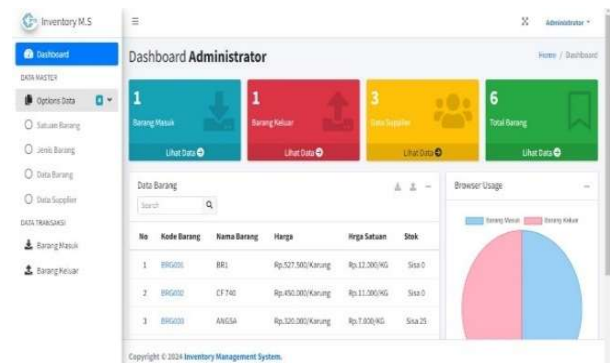 Inventory M.S
Administrator
Dashboard
Dashboard Administrator
Home / Dashboard
DATA MASTER
Options Data 4
Satuan Barang
Jenis Barang
Data Barang
Data Supplier
DATA TRANSAKSI
Barang Masuk
Barang Keluar
1
Barang Masuk
Lihat Data
1
Barang Keluar
Lihat Data
3
Data Supplier
Lihat Data
6
Total Barang
Lihat Data
Data Barang
Search
No Kode Barang Nama Barang Harga Hrga Satuan Stok
1 BRG001 BR1 Rp.527.500/Karung Rp.12.000/KG Sisa 0
2 BRG002 CF 740 Rp.450.000/Karung Rp.11.000/KG Sisa 0
3 BRG003 ANGSA Rp.320.000/Karung Rp.7.800/KG Sisa 25
Browser Usage
Barang Masuk Barang Keluar
Copyright © 2024 Inventory Management System.